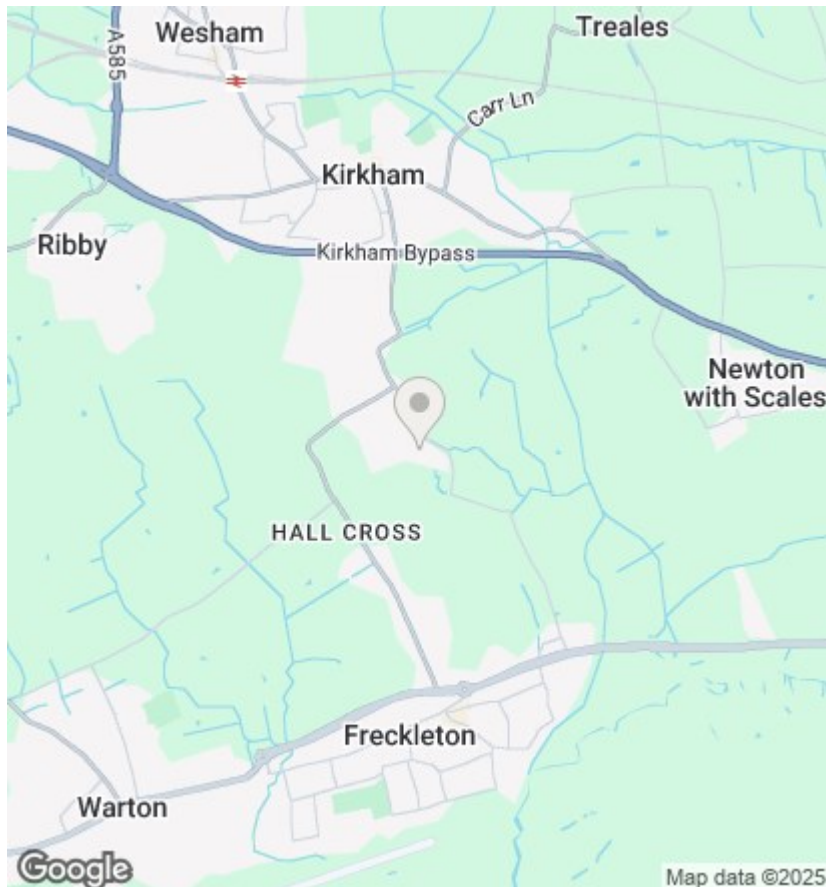 Wesham
Treales
A585
Carr Ln
Kirkham
Ribby
Kirkham Bypass
Newton
with Scales
HALL CROSS
Freckleton
Warton
Google
Map data ©2025